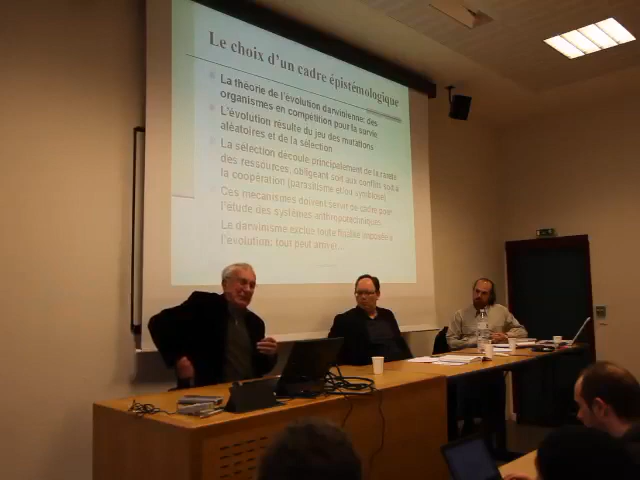 Le choix d'un cadre épistémologique
La théorie de l'évolution darwinienne: des
organismes en compétition pour la survie
L'évolution résulte du jeu des mutations
aléatoires et de la sélection
La sélection découle principalement de la rareté
des ressources, obligeant soit aux conflits soit à
la coopération (parasitisme et/ou symbiose)
Ces mécanismes doivent servir de cadre pour
l'étude des systèmes anthropotechniques
Le darwinisme exclue toute finalité imposée à
l'évolution: tout peut arriver...